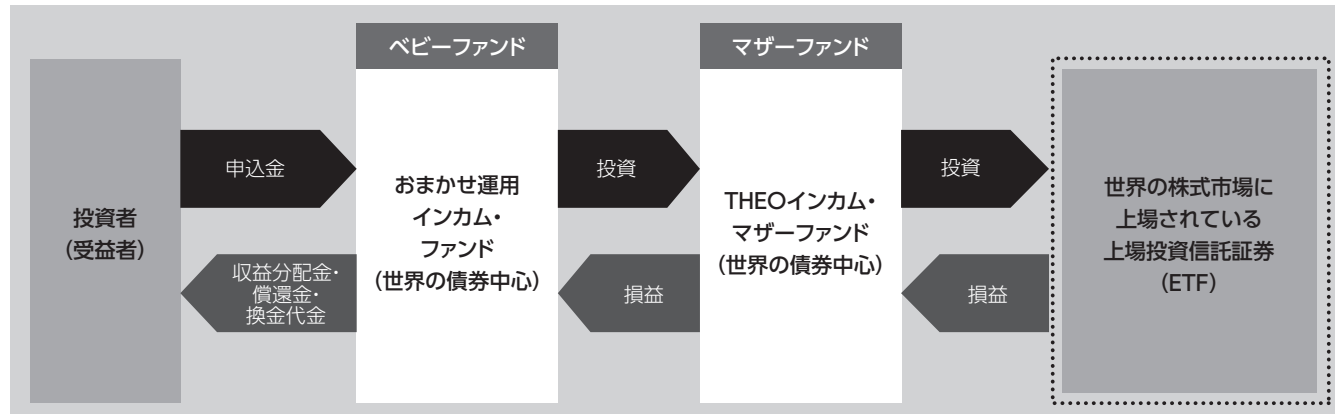 ベビーファンド
マザーファンド
投資者
(受益者)
申込金
収益分配金・
償還金・
換金代金
おまかせ運用
インカム・
ファンド
(世界の債券中心)
投資
損益
THEOインカム・
マザーファンド
(世界の債券中心)
投資
損益
世界の株式市場に
上場されている
上場投資信託証券
(ETF)